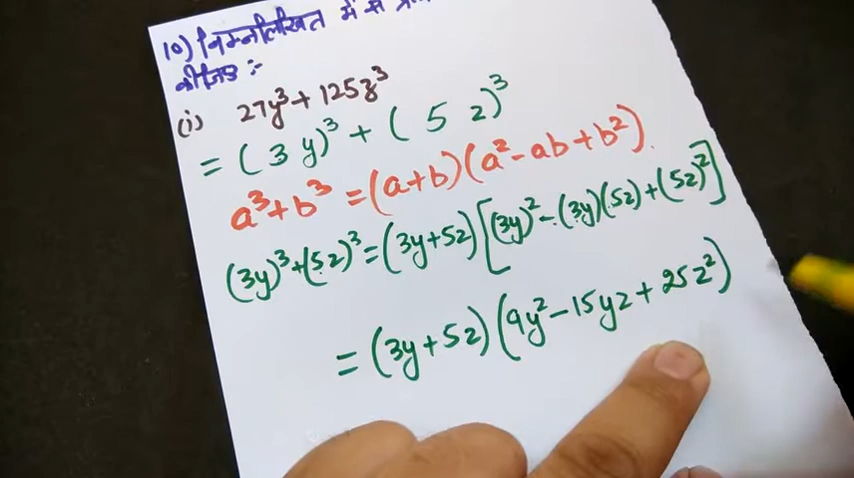 10) निम्नलिखित में से
कीजिए :-
(i) 27y³ + 125z³
= (3y)³ + (5z)³
a³+b³ = (a+b)(a²-ab+b²).
(3y)³+(5z)³ = (3y+5z)[(3y)²-(3y)(5z)+(5z)²]
= (3y+5z)(9y²-15yz+25z²)